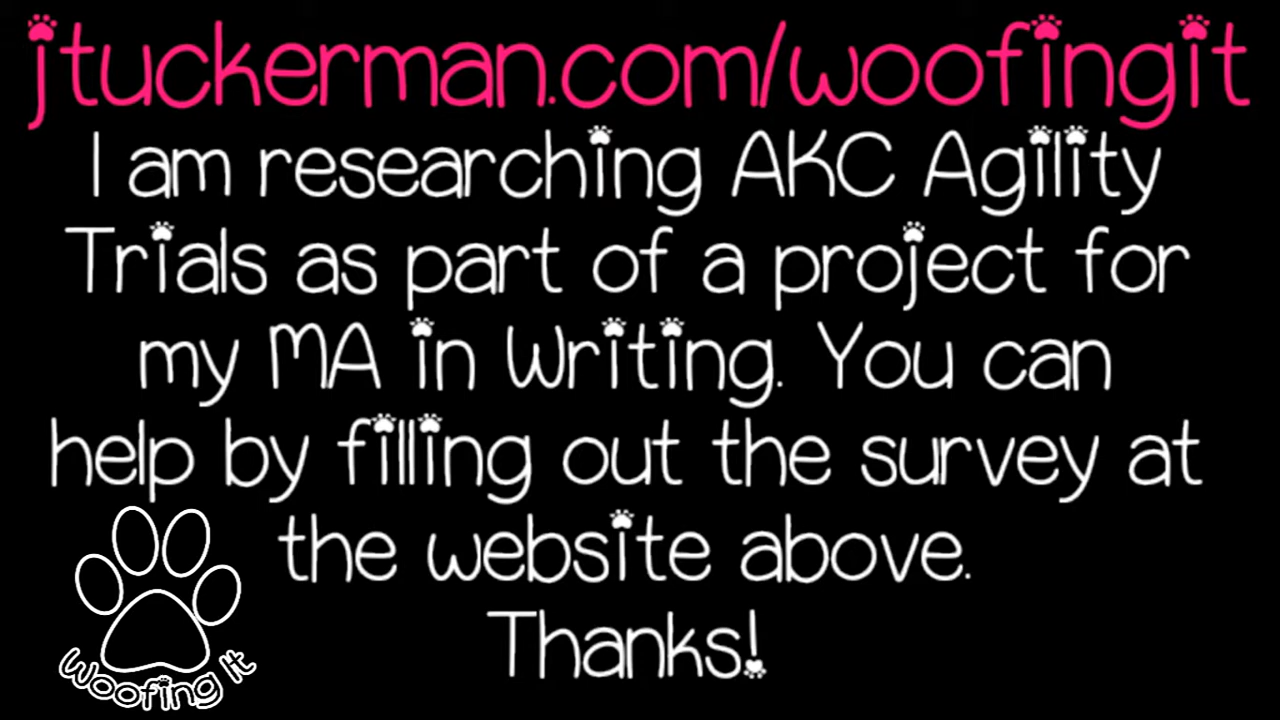 jtuckerman.com/woofingit
I am researching AKC Agility
Trials as part of a project for
my MA in Writing. You can
help by filling out the survey at
the website above.
Thanks!
Woofing It